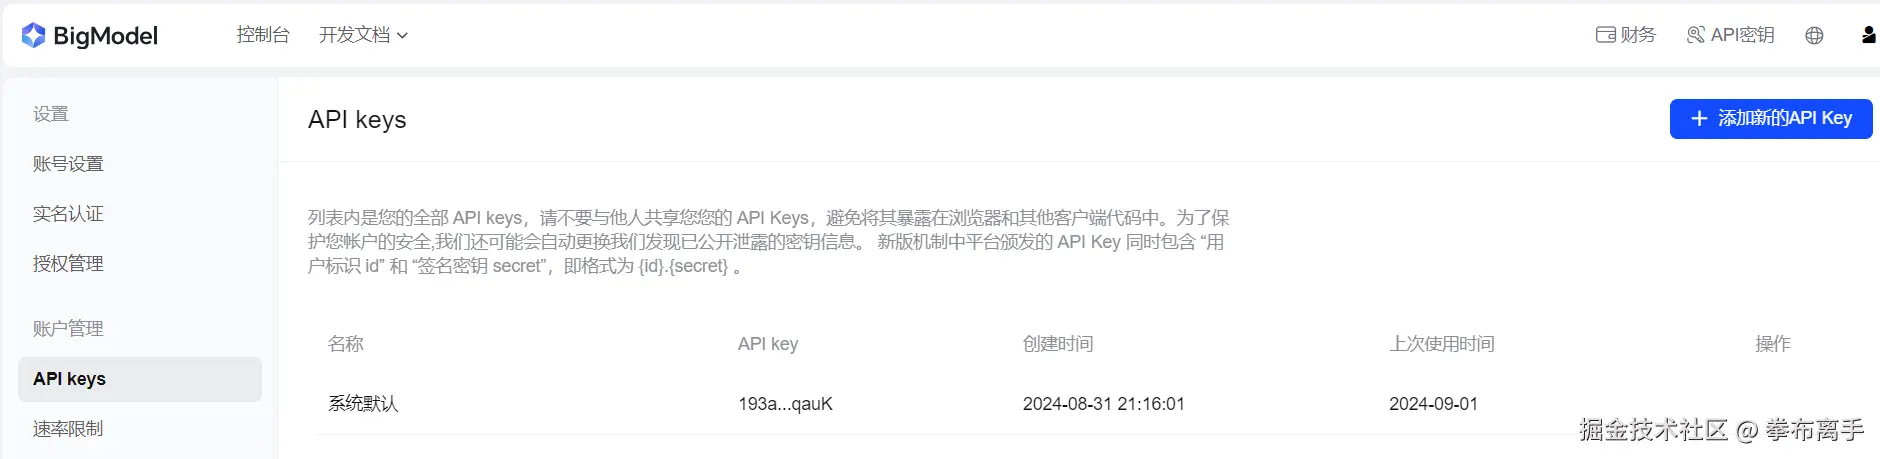 BigModel
控制台
开发文档
财务
API密钥
设置
账号设置
实名认证
授权管理
账户管理
API keys
速率限制
API keys
添加新的API Key
列表内是您的全部 API keys，请不要与他人共享您您的 API Keys，避免将其暴露在浏览器和其他客户端代码中。为了保
护您帐户的安全,我们还可能会自动更换我们发现已公开泄露的密钥信息。 新版机制中平台颁发的 API Key 同时包含 “用
户标识 id” 和 “签名密钥 secret”，即格式为 {id}.{secret} 。
名称 API key 创建时间 上次使用时间 操作
系统默认 193a...qauK 2024-08-31 21:16:01 2024-09-01
掘金技术社区 @ 拳布离手